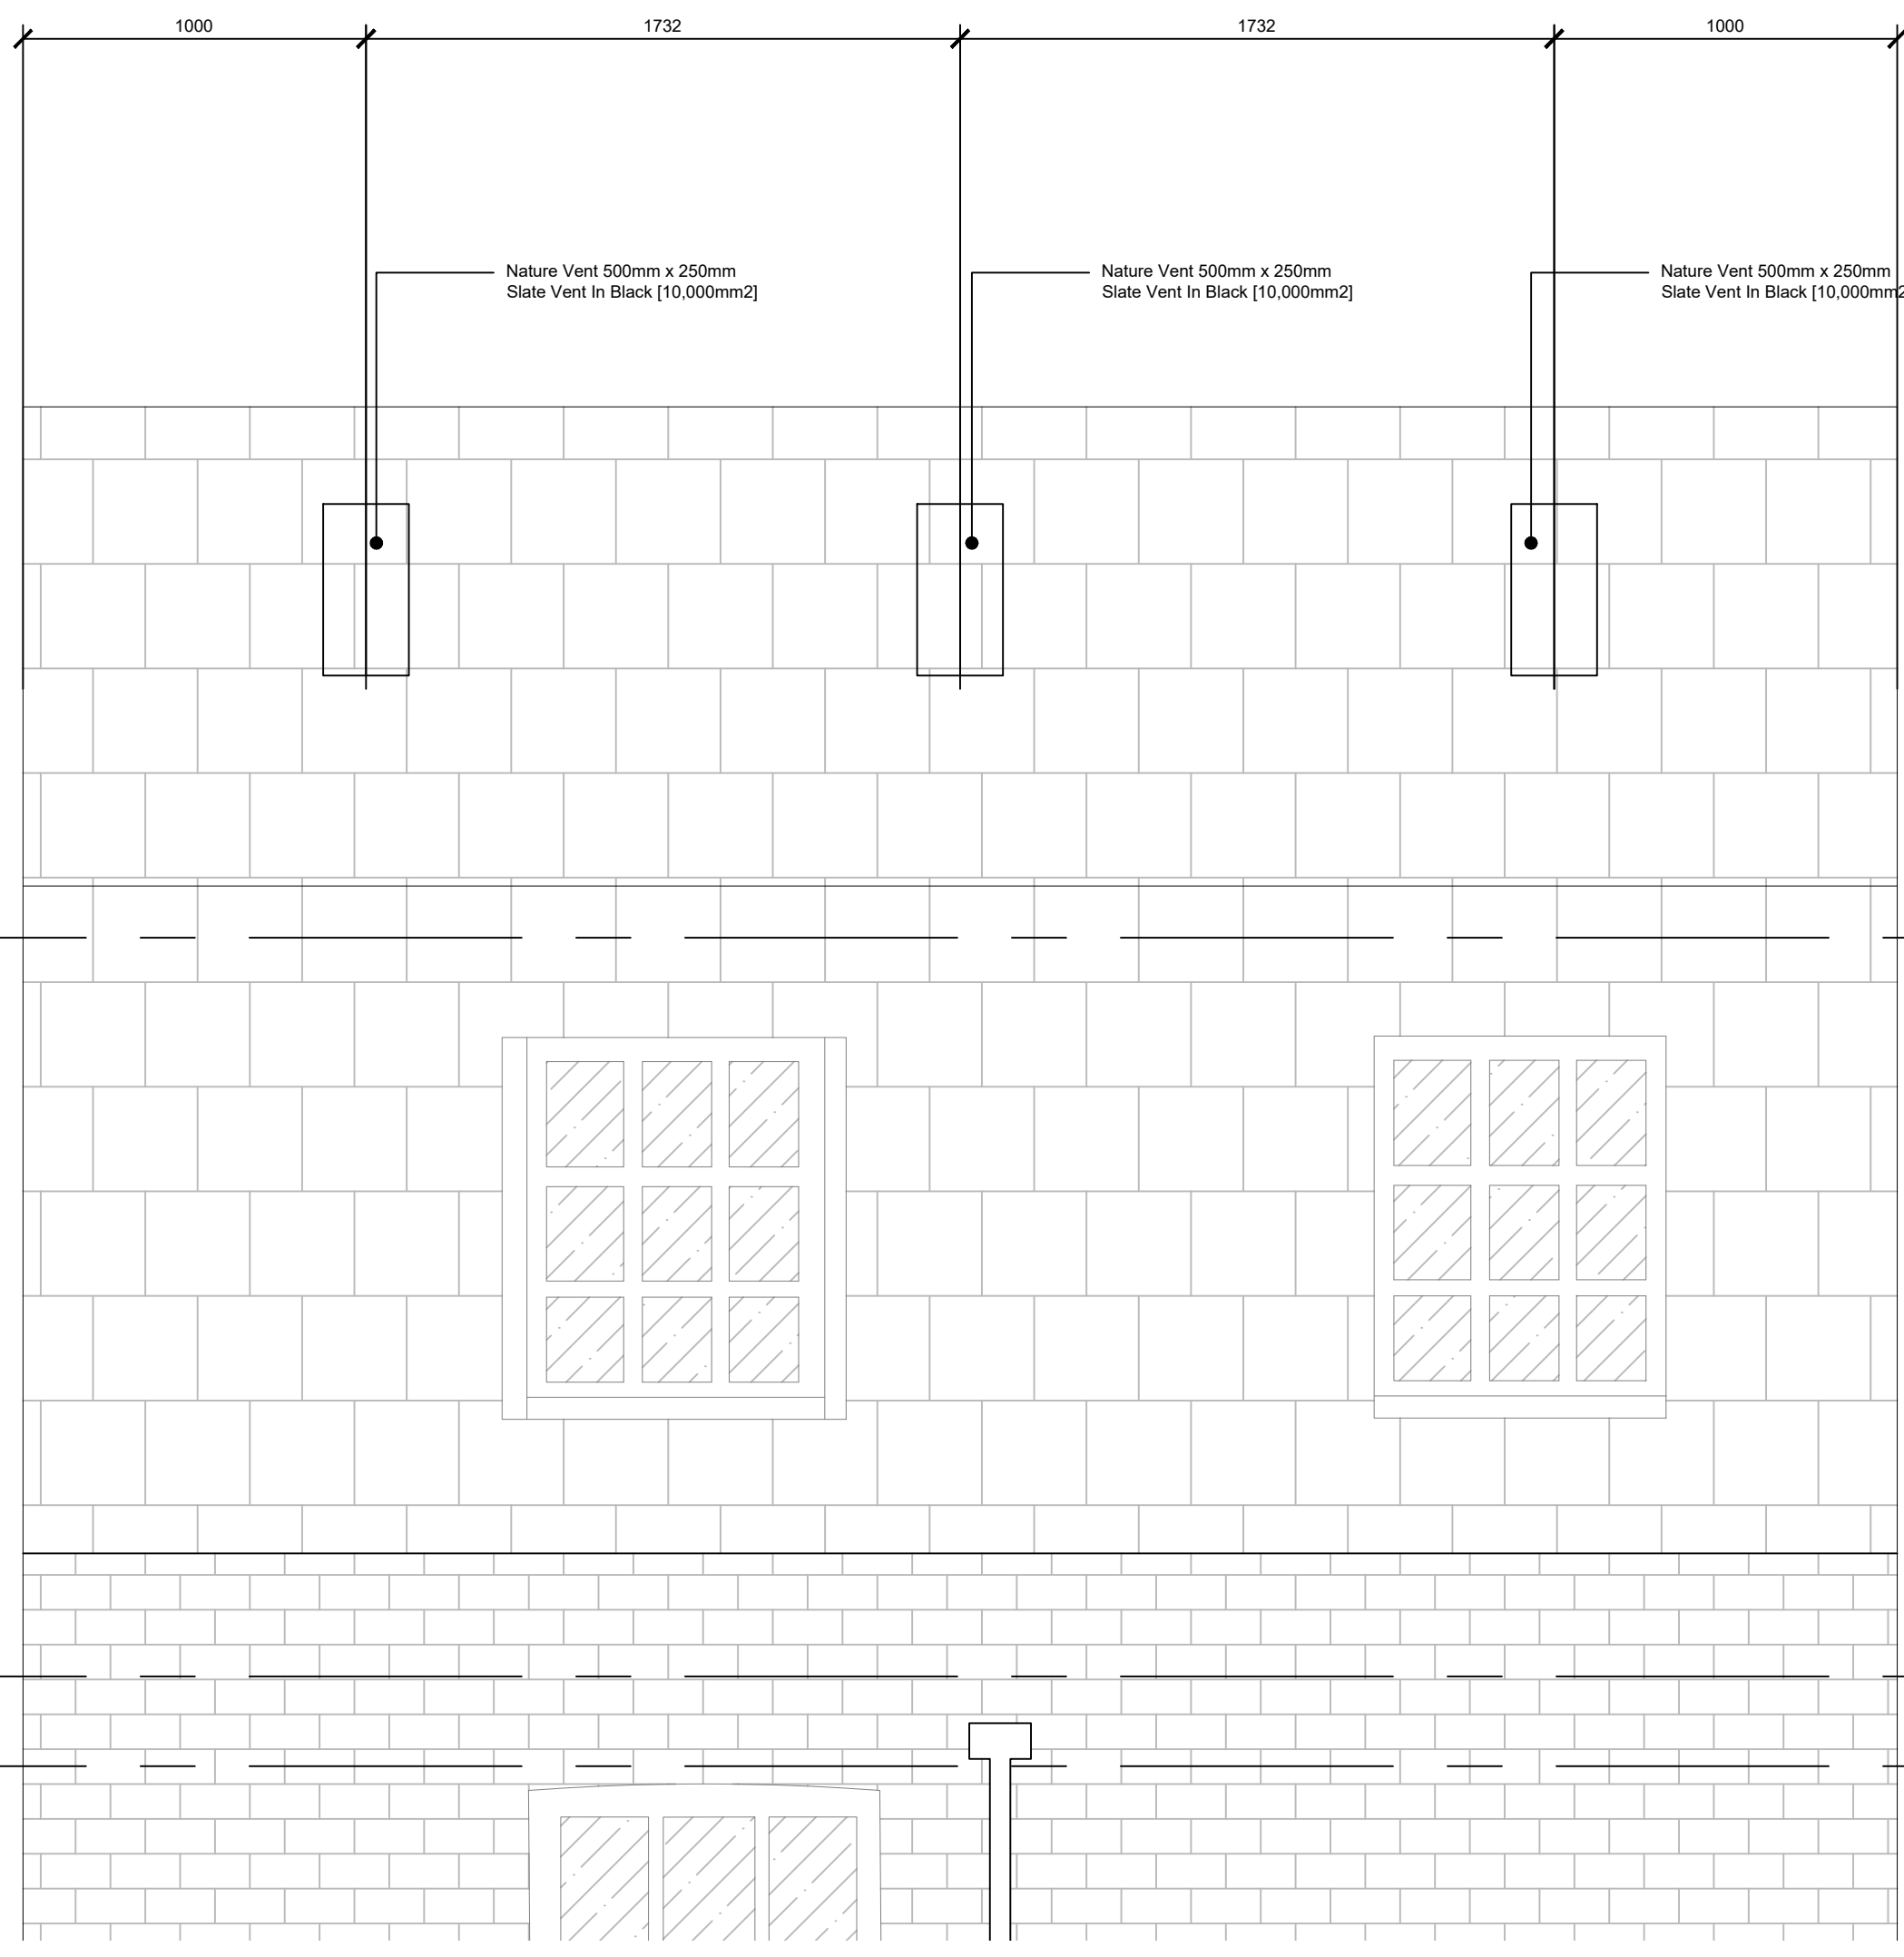 1000
1732
1732
1000
Nature Vent 500mm x 250mm
Slate Vent In Black [10,000mm2]
Nature Vent 500mm x 250mm
Slate Vent In Black [10,000mm2]
Nature Vent 500mm x 250mm
Slate Vent In Black [10,000mm2